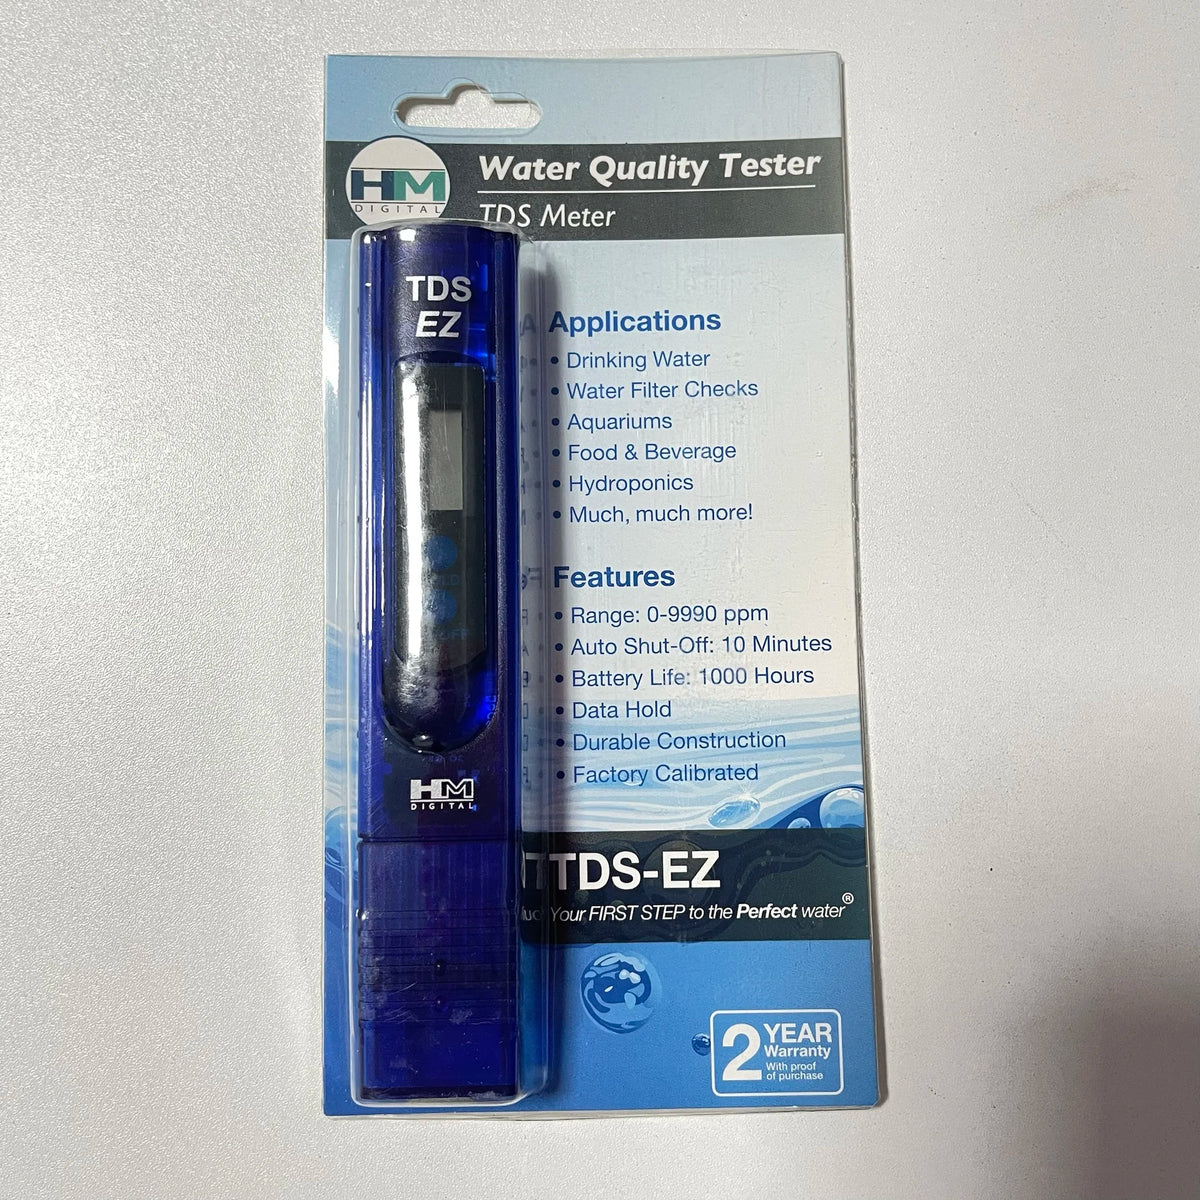 HM
DIGITAL
Water Quality Tester
TDS Meter
TDS
EZ
HM
DIGITAL
Applications
• Drinking Water
• Water Filter Checks
• Aquariums
• Food & Beverage
• Hydroponics
• Much, much more!
Features
• Range: 0-9990 ppm
• Auto Shut-Off: 10 Minutes
• Battery Life: 1000 Hours
• Data Hold
• Durable Construction
• Factory Calibrated
TDS-EZ
Your FIRST STEP to the Perfect water®
2 YEAR
Warranty
With proof
of purchase